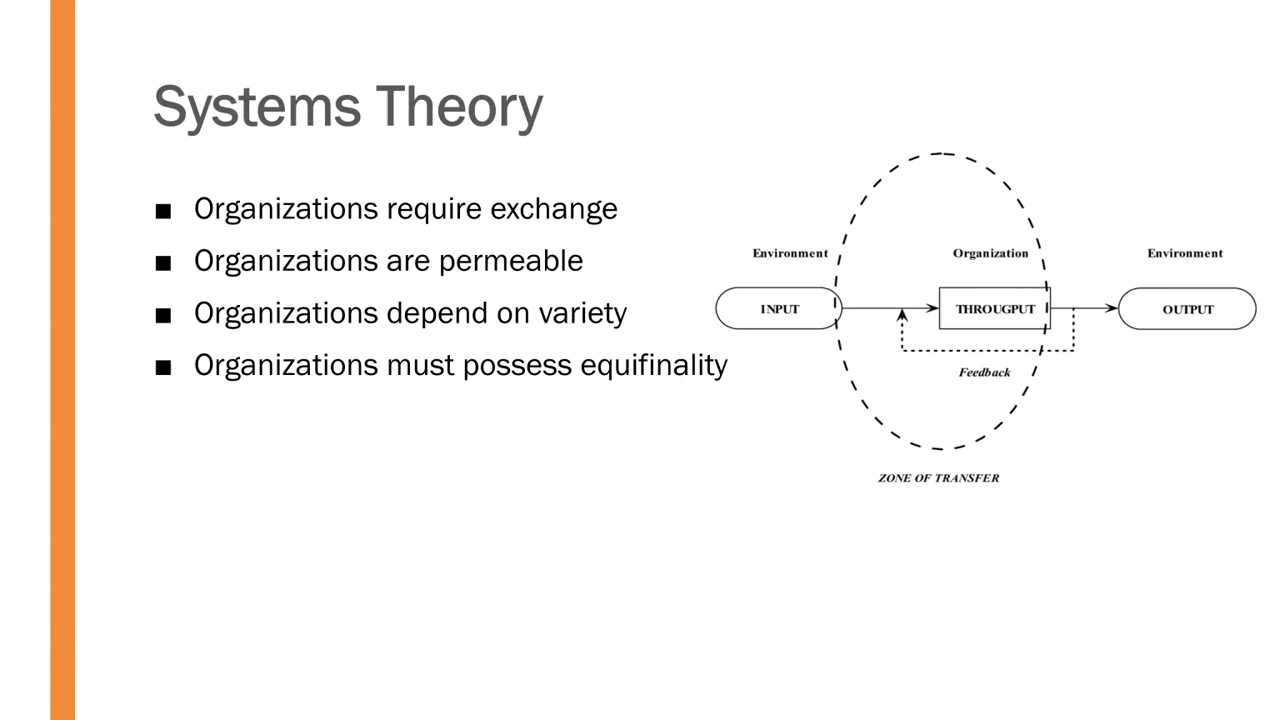 Systems Theory
■ Organizations require exchange
■ Organizations are permeable
■ Organizations depend on variety
■ Organizations must possess equifinality
Environment Organization Environment
INPUT THROUGPUT OUTPUT
Feedback
ZONE OF TRANSFER